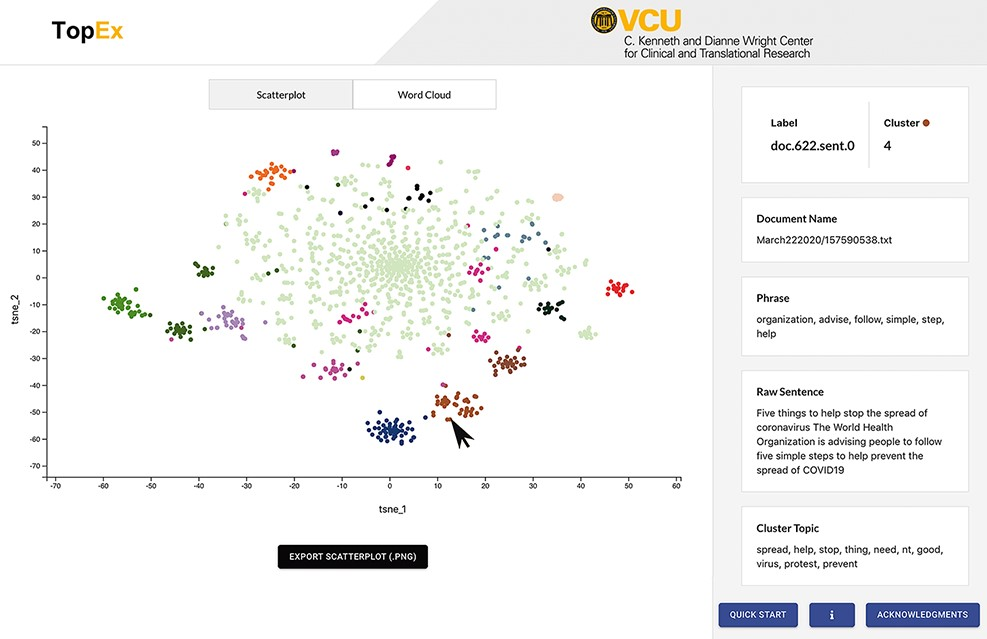 TopEx
VCU
C. Kenneth and Dianne Wright Center
for Clinical and Translational Research
Scatterplot
Word Cloud
50
40
30
20
10
0
-10
-20
-30
-40
-50
-60
-70
tsne_2
-70
-60
-50
-40
-30
-20
-10
0
10
20
30
40
50
60
tsne_1
EXPORT SCATTERPLOT (.PNG)
Label
doc.622.sent.0
Cluster
4
Document Name
March222020/157590538.txt
Phrase
organization, advise, follow, simple, step,
help
Raw Sentence
Five things to help stop the spread of
coronavirus The World Health
Organization is advising people to follow
five simple steps to help prevent the
spread of COVID19
Cluster Topic
spread, help, stop, thing, need, nt, good,
virus, protest, prevent
QUICK START
i
ACKNOWLEDGMENTS